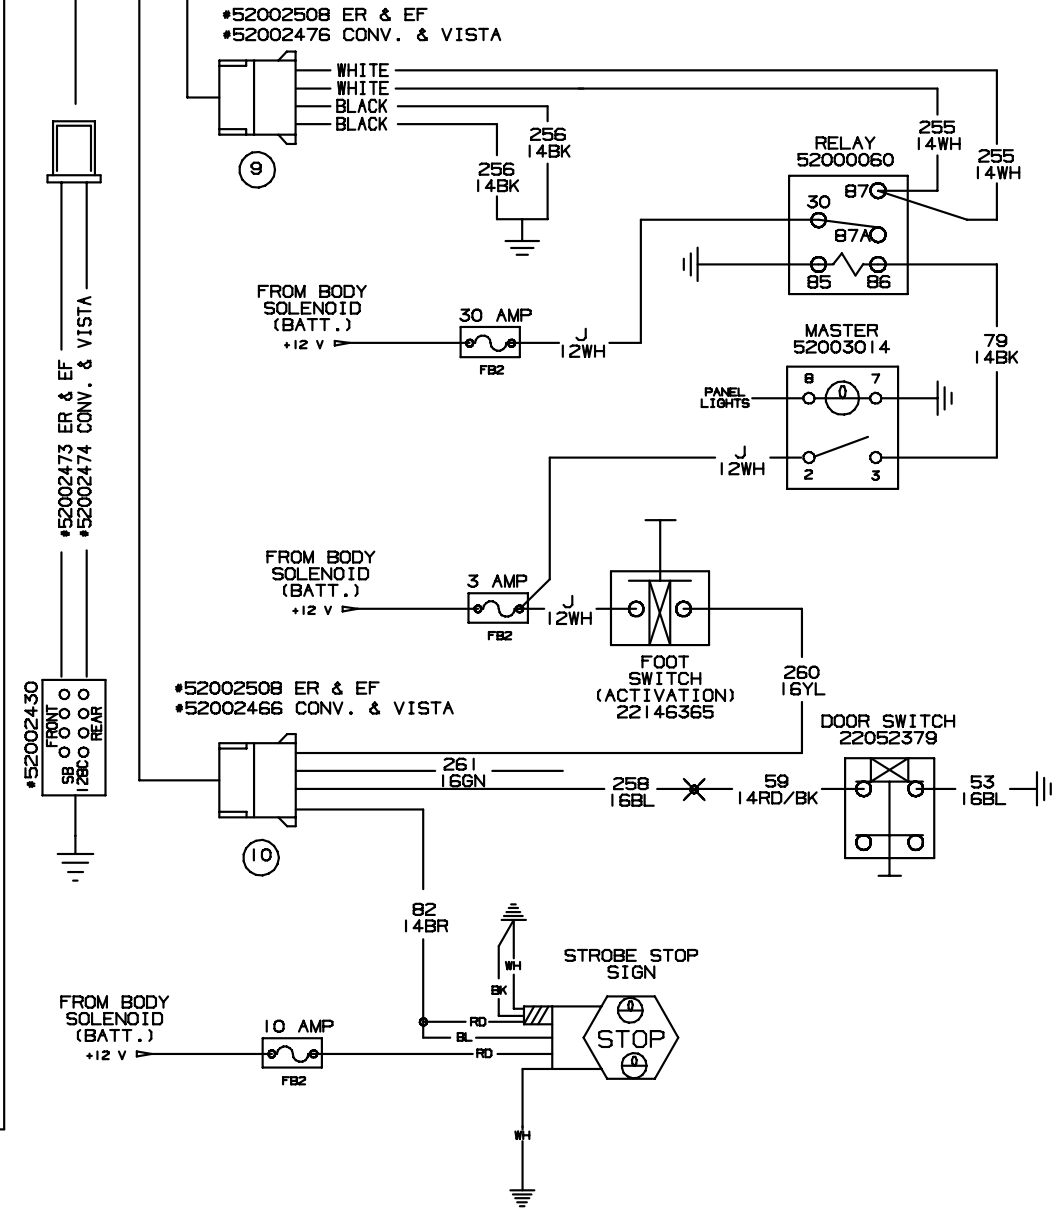 *52002508 ER & EF
*52002476 CONV. & VISTA
WHITE
WHITE
BLACK
BLACK
9
256
14BK
256
14BK
255
14WH
255
14WH
RELAY
52000060
87
30
87A
85
86
FROM BODY
SOLENOID
(BATT.)
+12 V
30 AMP
FB2
J
12WH
79
14BK
MASTER
52003014
8
7
PANEL
LIGHTS
2
3
J
12WH
*52002473 ER & EF
*52002474 CONV. & VISTA
FROM BODY
SOLENOID
(BATT.)
+12 V
3 AMP
FB2
J
12WH
FOOT
SWITCH
(ACTIVATION)
22146365
260
16YL
*52002430
FRONT
REAR
SB
128C
*52002508 ER & EF
*52002466 CONV. & VISTA
10
261
16GN
258
16BL
59
14RD/BK
DOOR SWITCH
22052379
53
16BL
82
14BR
WH
BK
STROBE STOP
SIGN
STOP
RD
BL
RD
FROM BODY
SOLENOID
(BATT.)
+12 V
10 AMP
FB2
WH